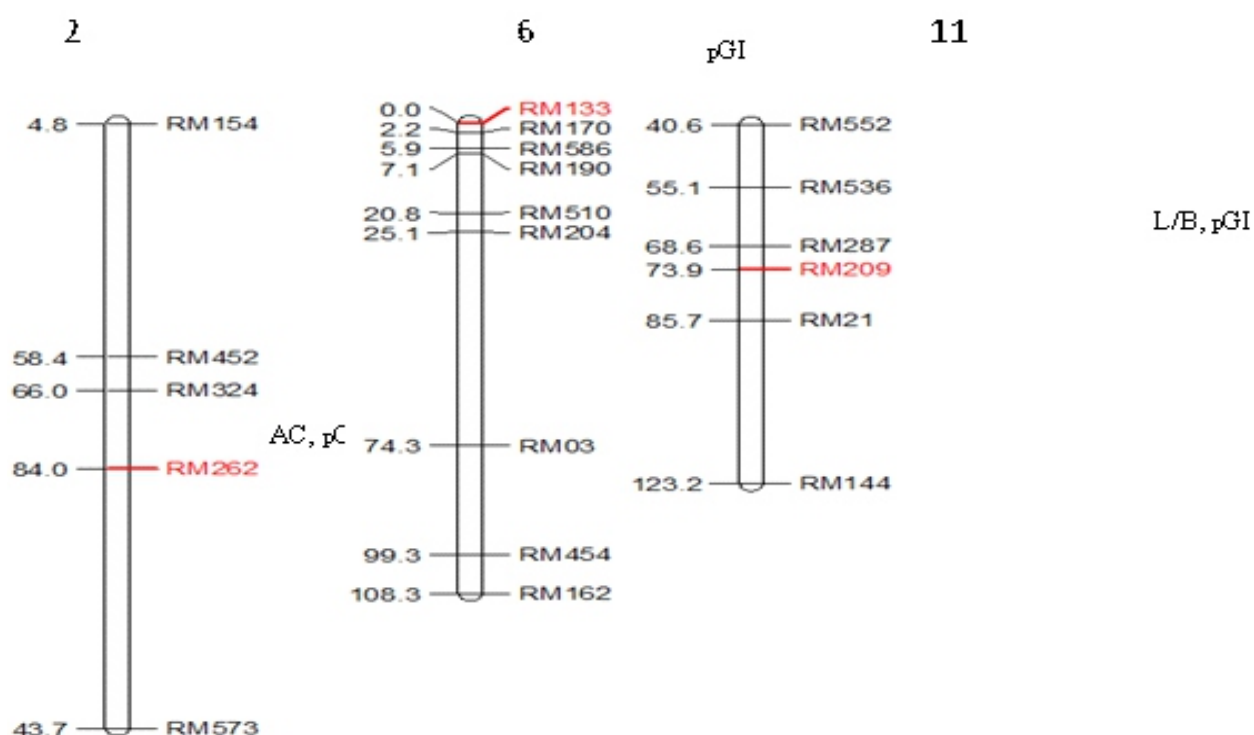 2
6
pGI
11
4.8 RM154
58.4 RM452
66.0 RM324
84.0 RM262
43.7 RM573
AC, pC
0.0 RM133
2.2 RM170
5.9 RM586
7.1 RM190
20.8 RM510
25.1 RM204
74.3 RM03
99.3 RM454
108.3 RM162
40.6 RM552
55.1 RM536
68.6 RM287
73.9 RM209
85.7 RM21
123.2 RM144
L/B, pGI